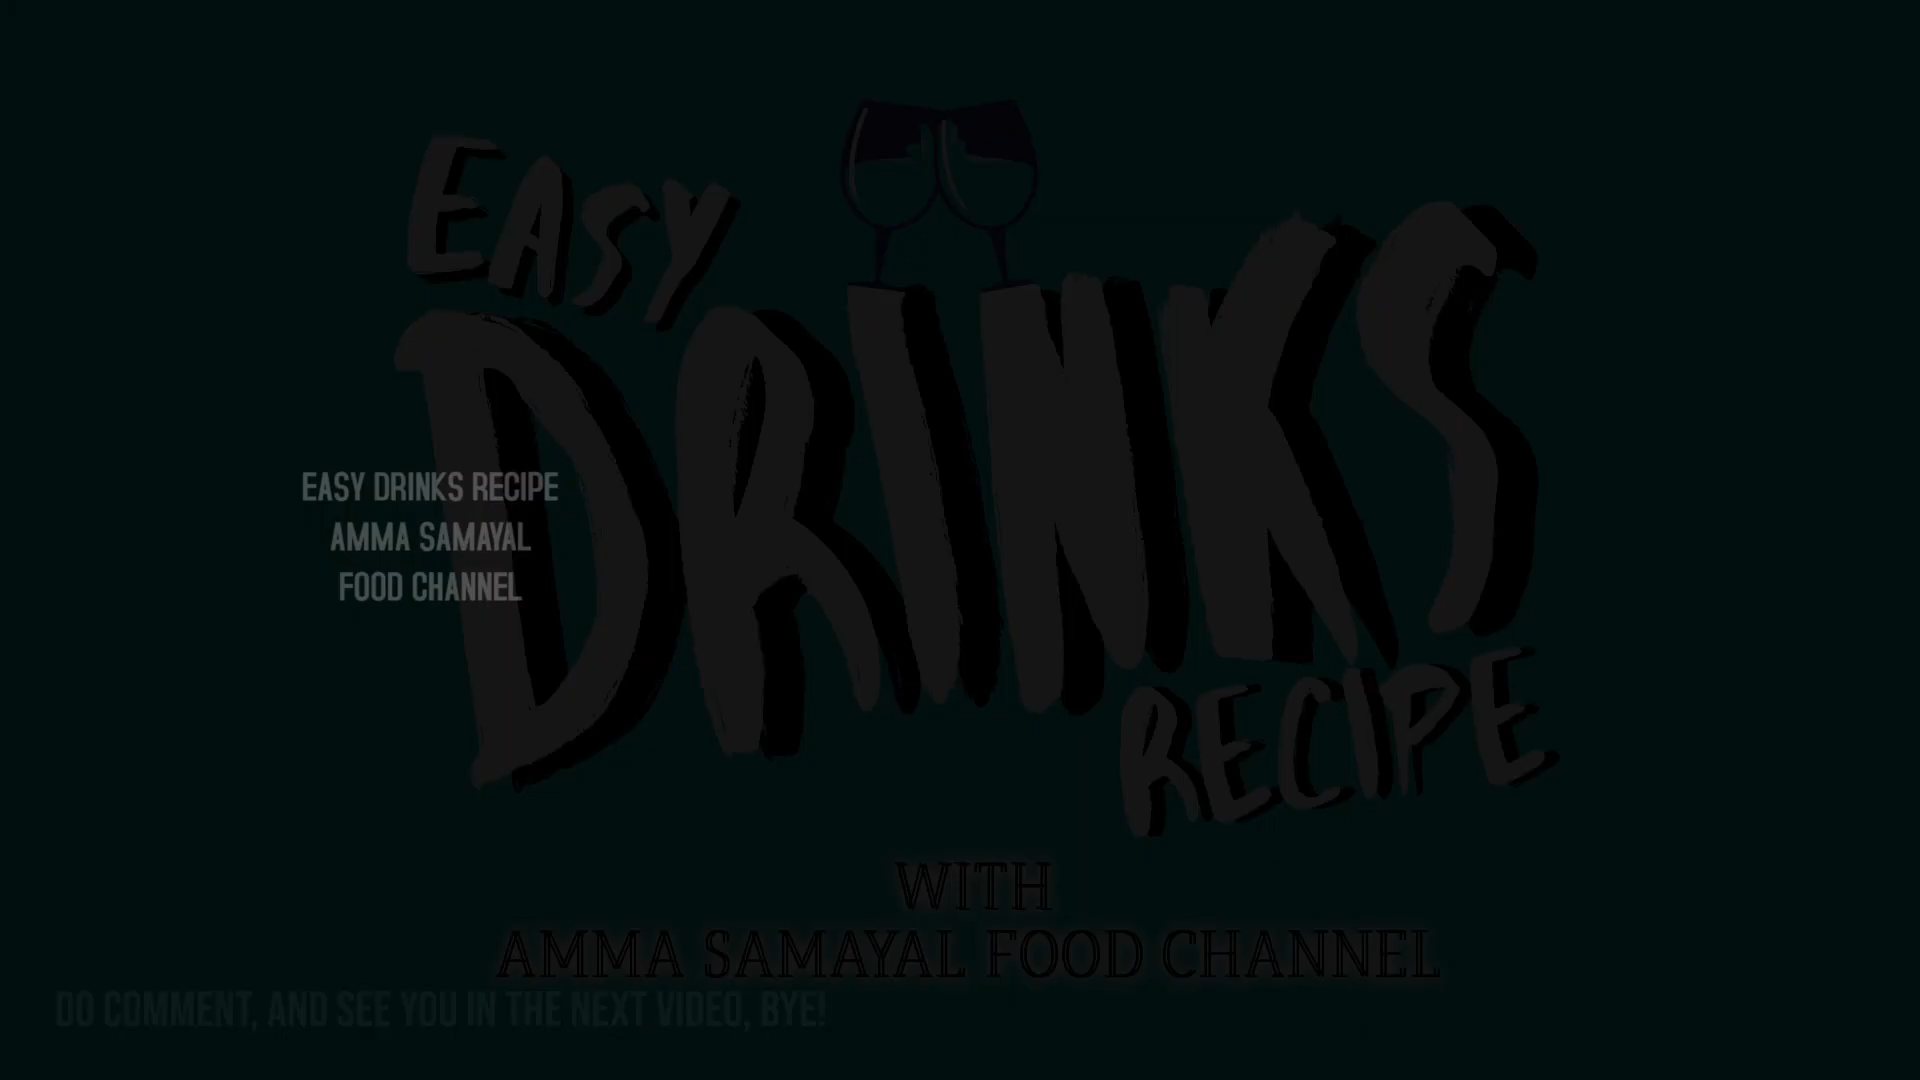 EASY
DRINKS
RECIPE
EASY DRINKS RECIPE
AMMA SAMAYAL
FOOD CHANNEL
WITH
AMMA SAMAYAL FOOD CHANNEL
DO COMMENT, AND SEE YOU IN THE NEXT VIDEO, BYE!